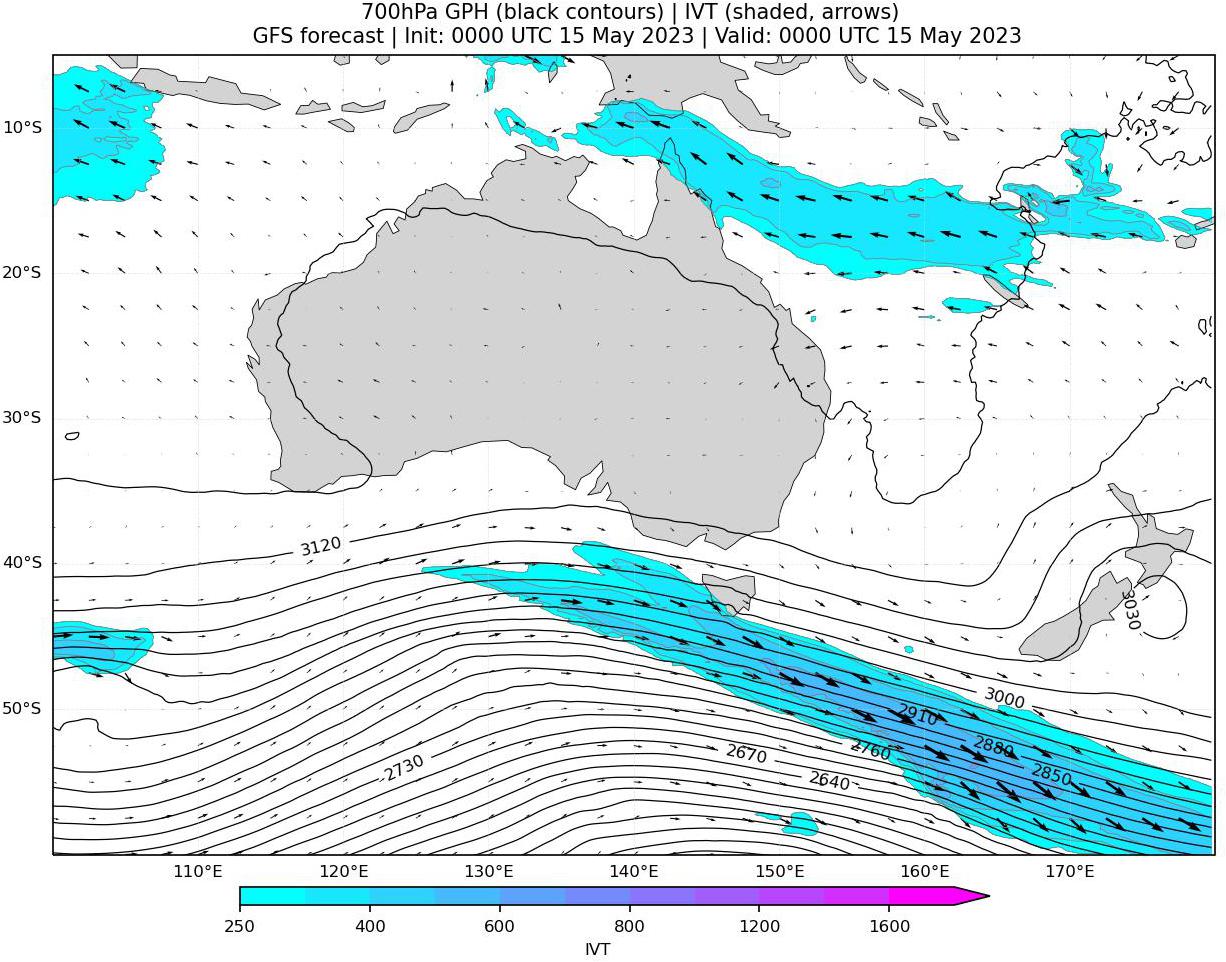 700hPa GPH (black contours) | IVT (shaded, arrows)
GFS forecast | Init: 0000 UTC 15 May 2023 | Valid: 0000 UTC 15 May 2023
10°S
20°S
30°S
3120
40°S
3030
3000
50°S
2910
2880
2760
2670
2730
2850
2640
110°E 120°E 130°E 140°E 150°E 160°E 170°E
250 400 600 800 1200 1600
IVT